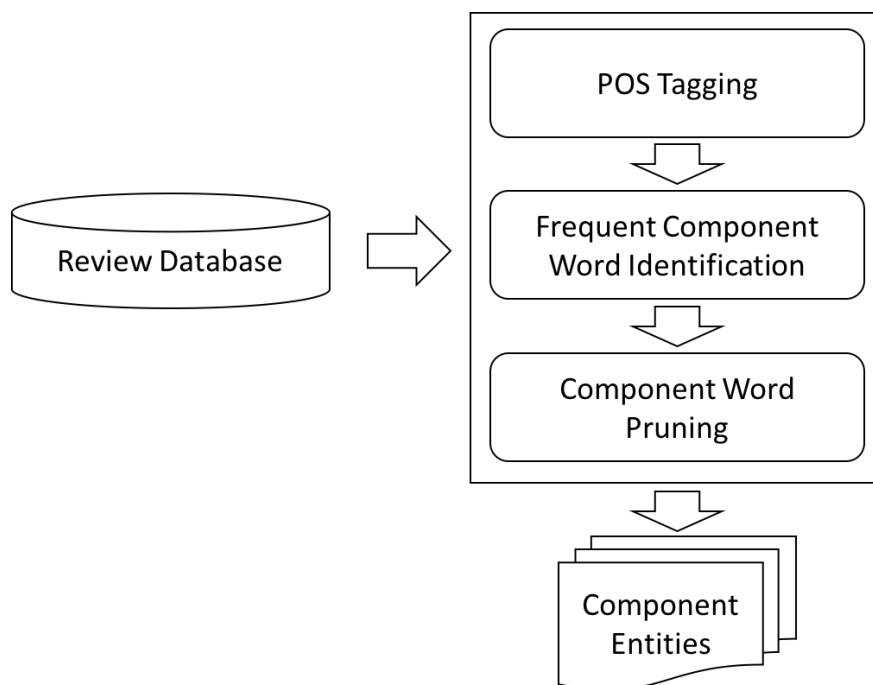 POS Tagging
Review Database
Frequent Component
Word Identification
Component Word
Pruning
Component
Entities